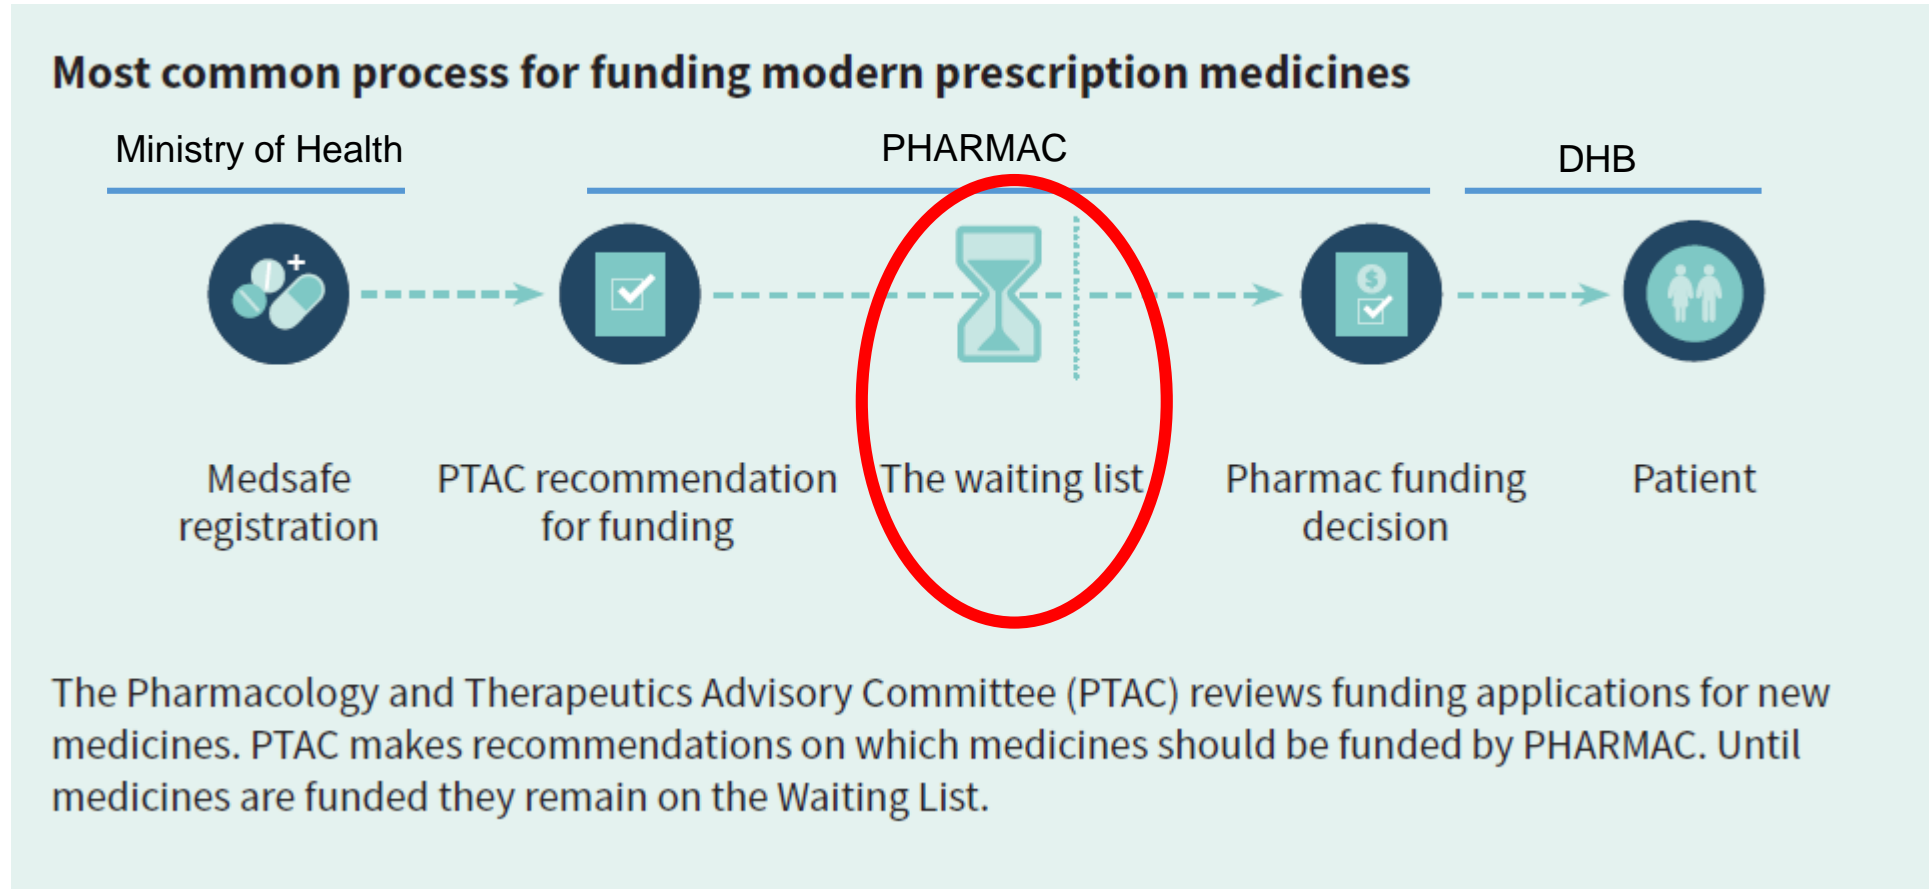 Most common process for funding modern prescription medicines
Ministry of Health
PHARMAC
DHB
Medsafe
registration
PTAC recommendation
for funding
The waiting list
Pharmac funding
decision
Patient
The Pharmacology and Therapeutics Advisory Committee (PTAC) reviews funding applications for new
medicines. PTAC makes recommendations on which medicines should be funded by PHARMAC. Until
medicines are funded they remain on the Waiting List.